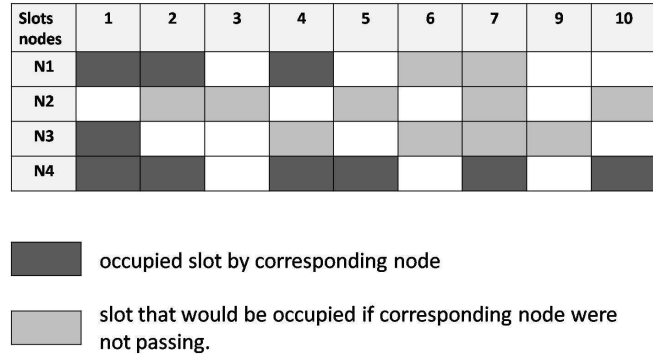 Slots nodes 1 2 3 4 5 6 7 9 10
N1
N2
N3
N4
occupied slot by corresponding node
slot that would be occupied if corresponding node were
not passing.